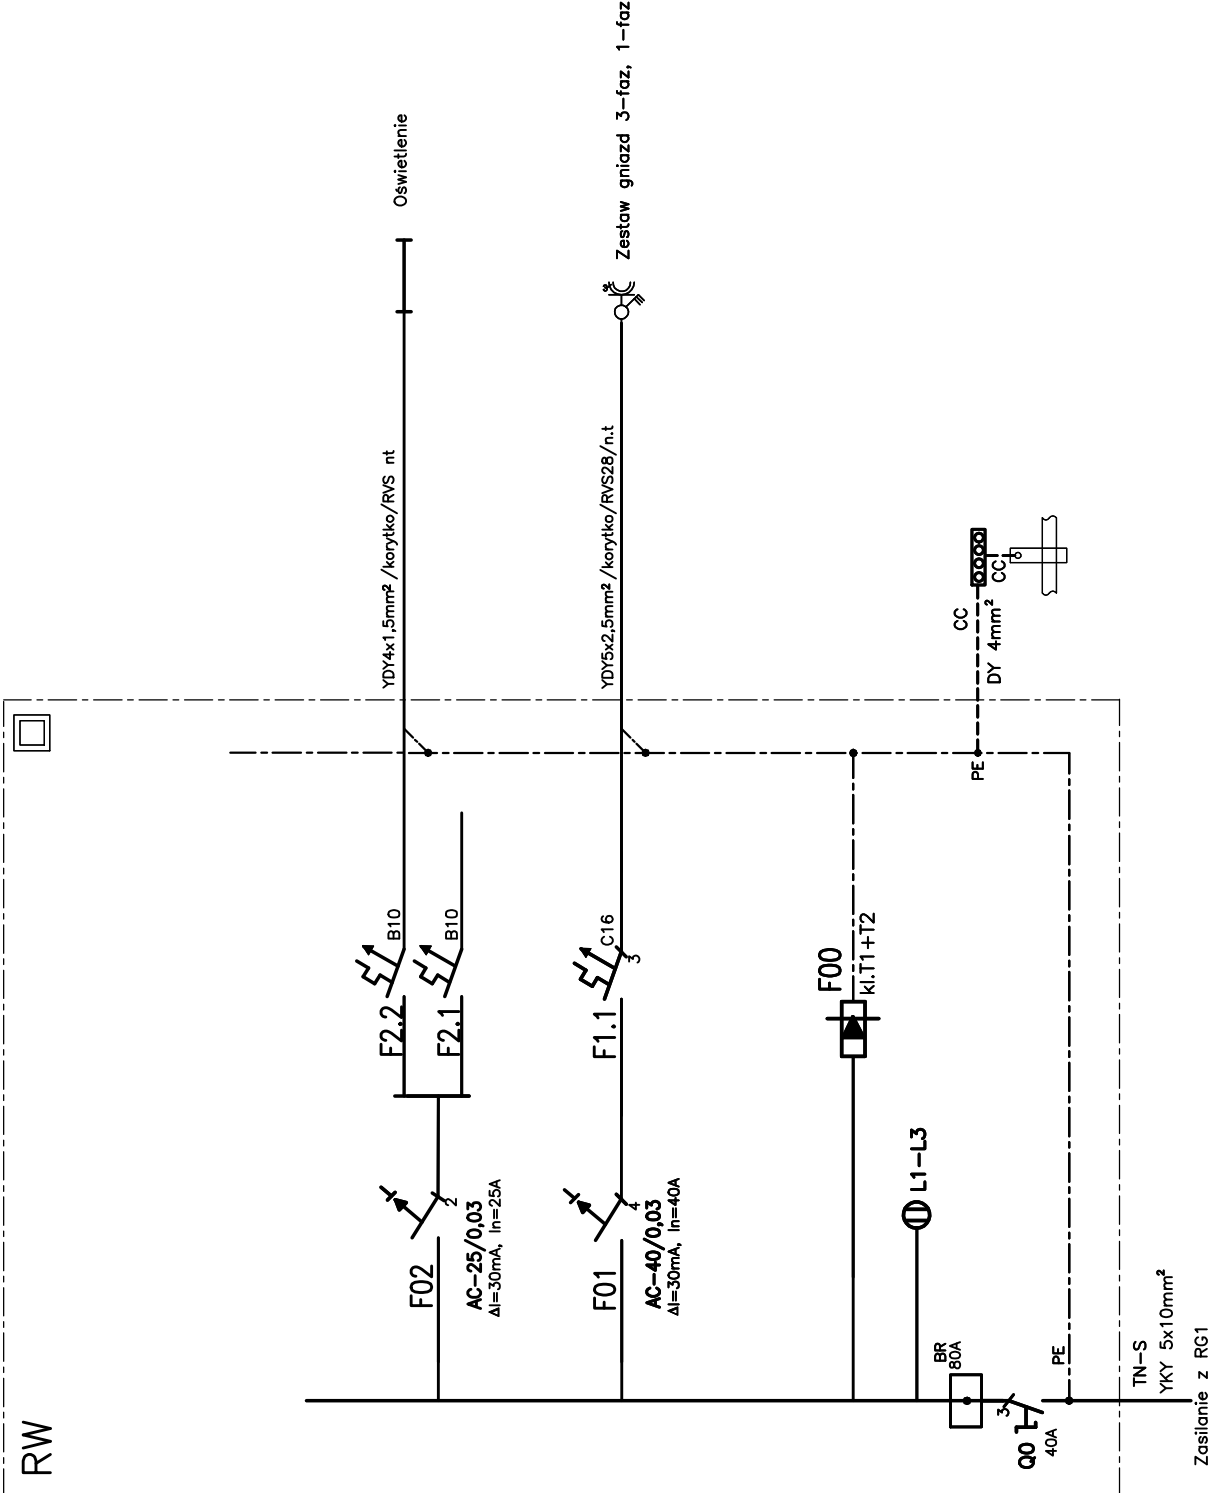 RW
Oświetlenie
YDY4x1,5mm²/korytko/RVS nt
B10
F2.2
B10
F2.1
F02
2
AC-25/0,03
ΔI=30mA, In=25A
Zestaw gniazd 3-faz, 1-faz
3
YDY5x2,5mm²/korytko/RVS28/n.t
C16
3
F1.1
F01
4
AC-40/0,03
ΔI=30mA, In=40A
F00
kl.T1+T2
L1-L3
CC
CC
DY 4mm²
PE
BR
80A
3
Q0
40A
PE
TN-S
YKY 5x10mm²
Zasilanie z RG1